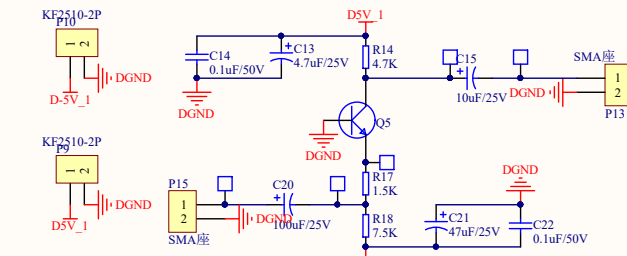 KF2510-2P
P10
1
2
D-5V_1
DGND
KF2510-2P
P9
1
2
D5V_1
DGND
D5V_1
C14
0.1uF/50V
DGND
C13
4.7uF/25V
R14
4.7K
C15
10uF/25V
SMA座
1
2
P13
DGND
Q5
DGND
R17
1.5K
R18
7.5K
P15
1
2
SMA座
DGND
C20
100uF/25V
DGND
C21
47uF/25V
C22
0.1uF/50V